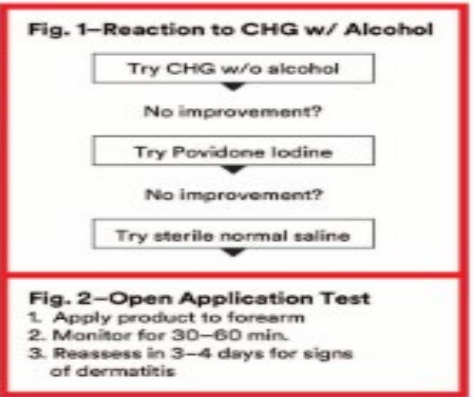 Fig. 1—Reaction to CHG w/ Alcohol
Try CHG w/o alcohol
No improvement?
Try Povidone Iodine
No improvement?
Try sterile normal saline
Fig. 2—Open Application Test
1. Apply product to forearm
2. Monitor for 30—60 min.
3. Reassess in 3—4 days for signs
of dermatitis